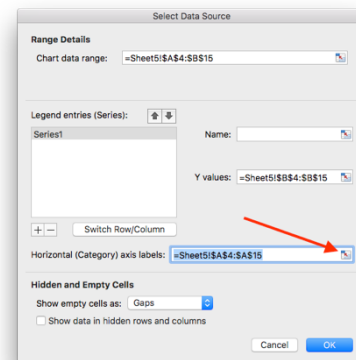 Select Data Source
Range Details
Chart data range: =Sheet5!$A$4:$B$15
Legend entries (Series):
Series1
Name:
Y values: =Sheet5!$B$4:$B$15
Switch Row/Column
Horizontal (Category) axis labels: =Sheet5!$A$4:$A$15
Hidden and Empty Cells
Show empty cells as: Gaps
Show data in hidden rows and columns
Cancel OK